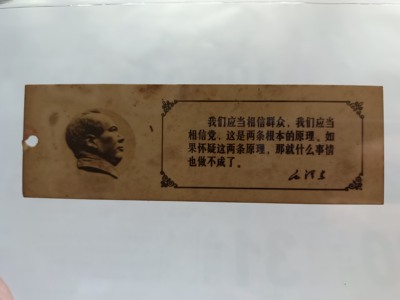 我们应当相信群众，我们应当
相信党，这是两条根本的原理。如
果怀疑这两条原理，那就什么事情
也做不成了。
毛泽东